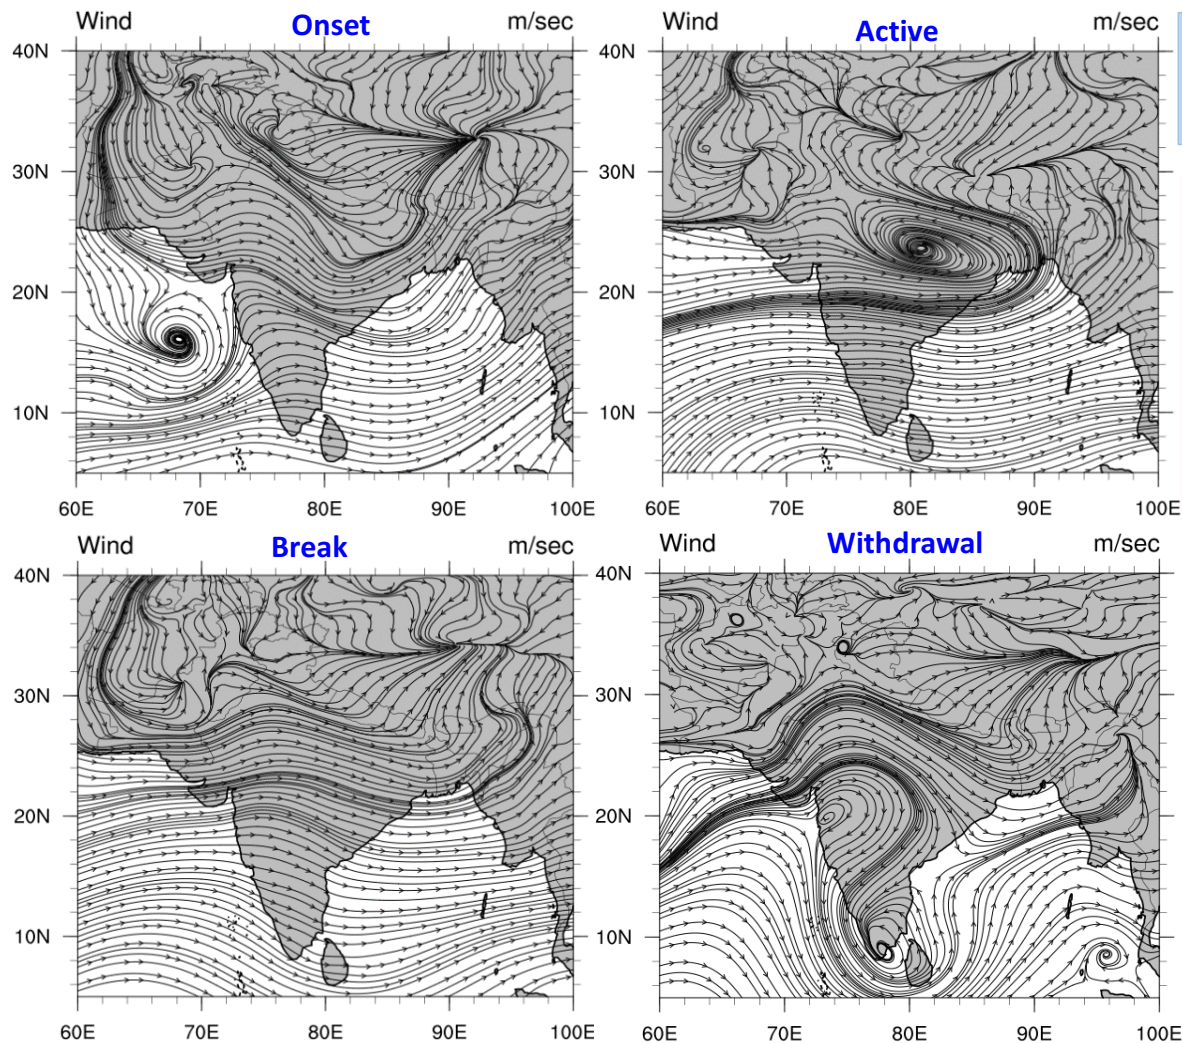 Wind Onset m/sec
40N
30N
20N
10N
60E 70E 80E 90E 100E
Wind Active m/sec
40N
30N
20N
10N
60E 70E 80E 90E 100E
Wind Break m/sec
40N
30N
20N
10N
60E 70E 80E 90E 100E
Wind Withdrawal m/sec
40N
30N
20N
10N
60E 70E 80E 90E 100E